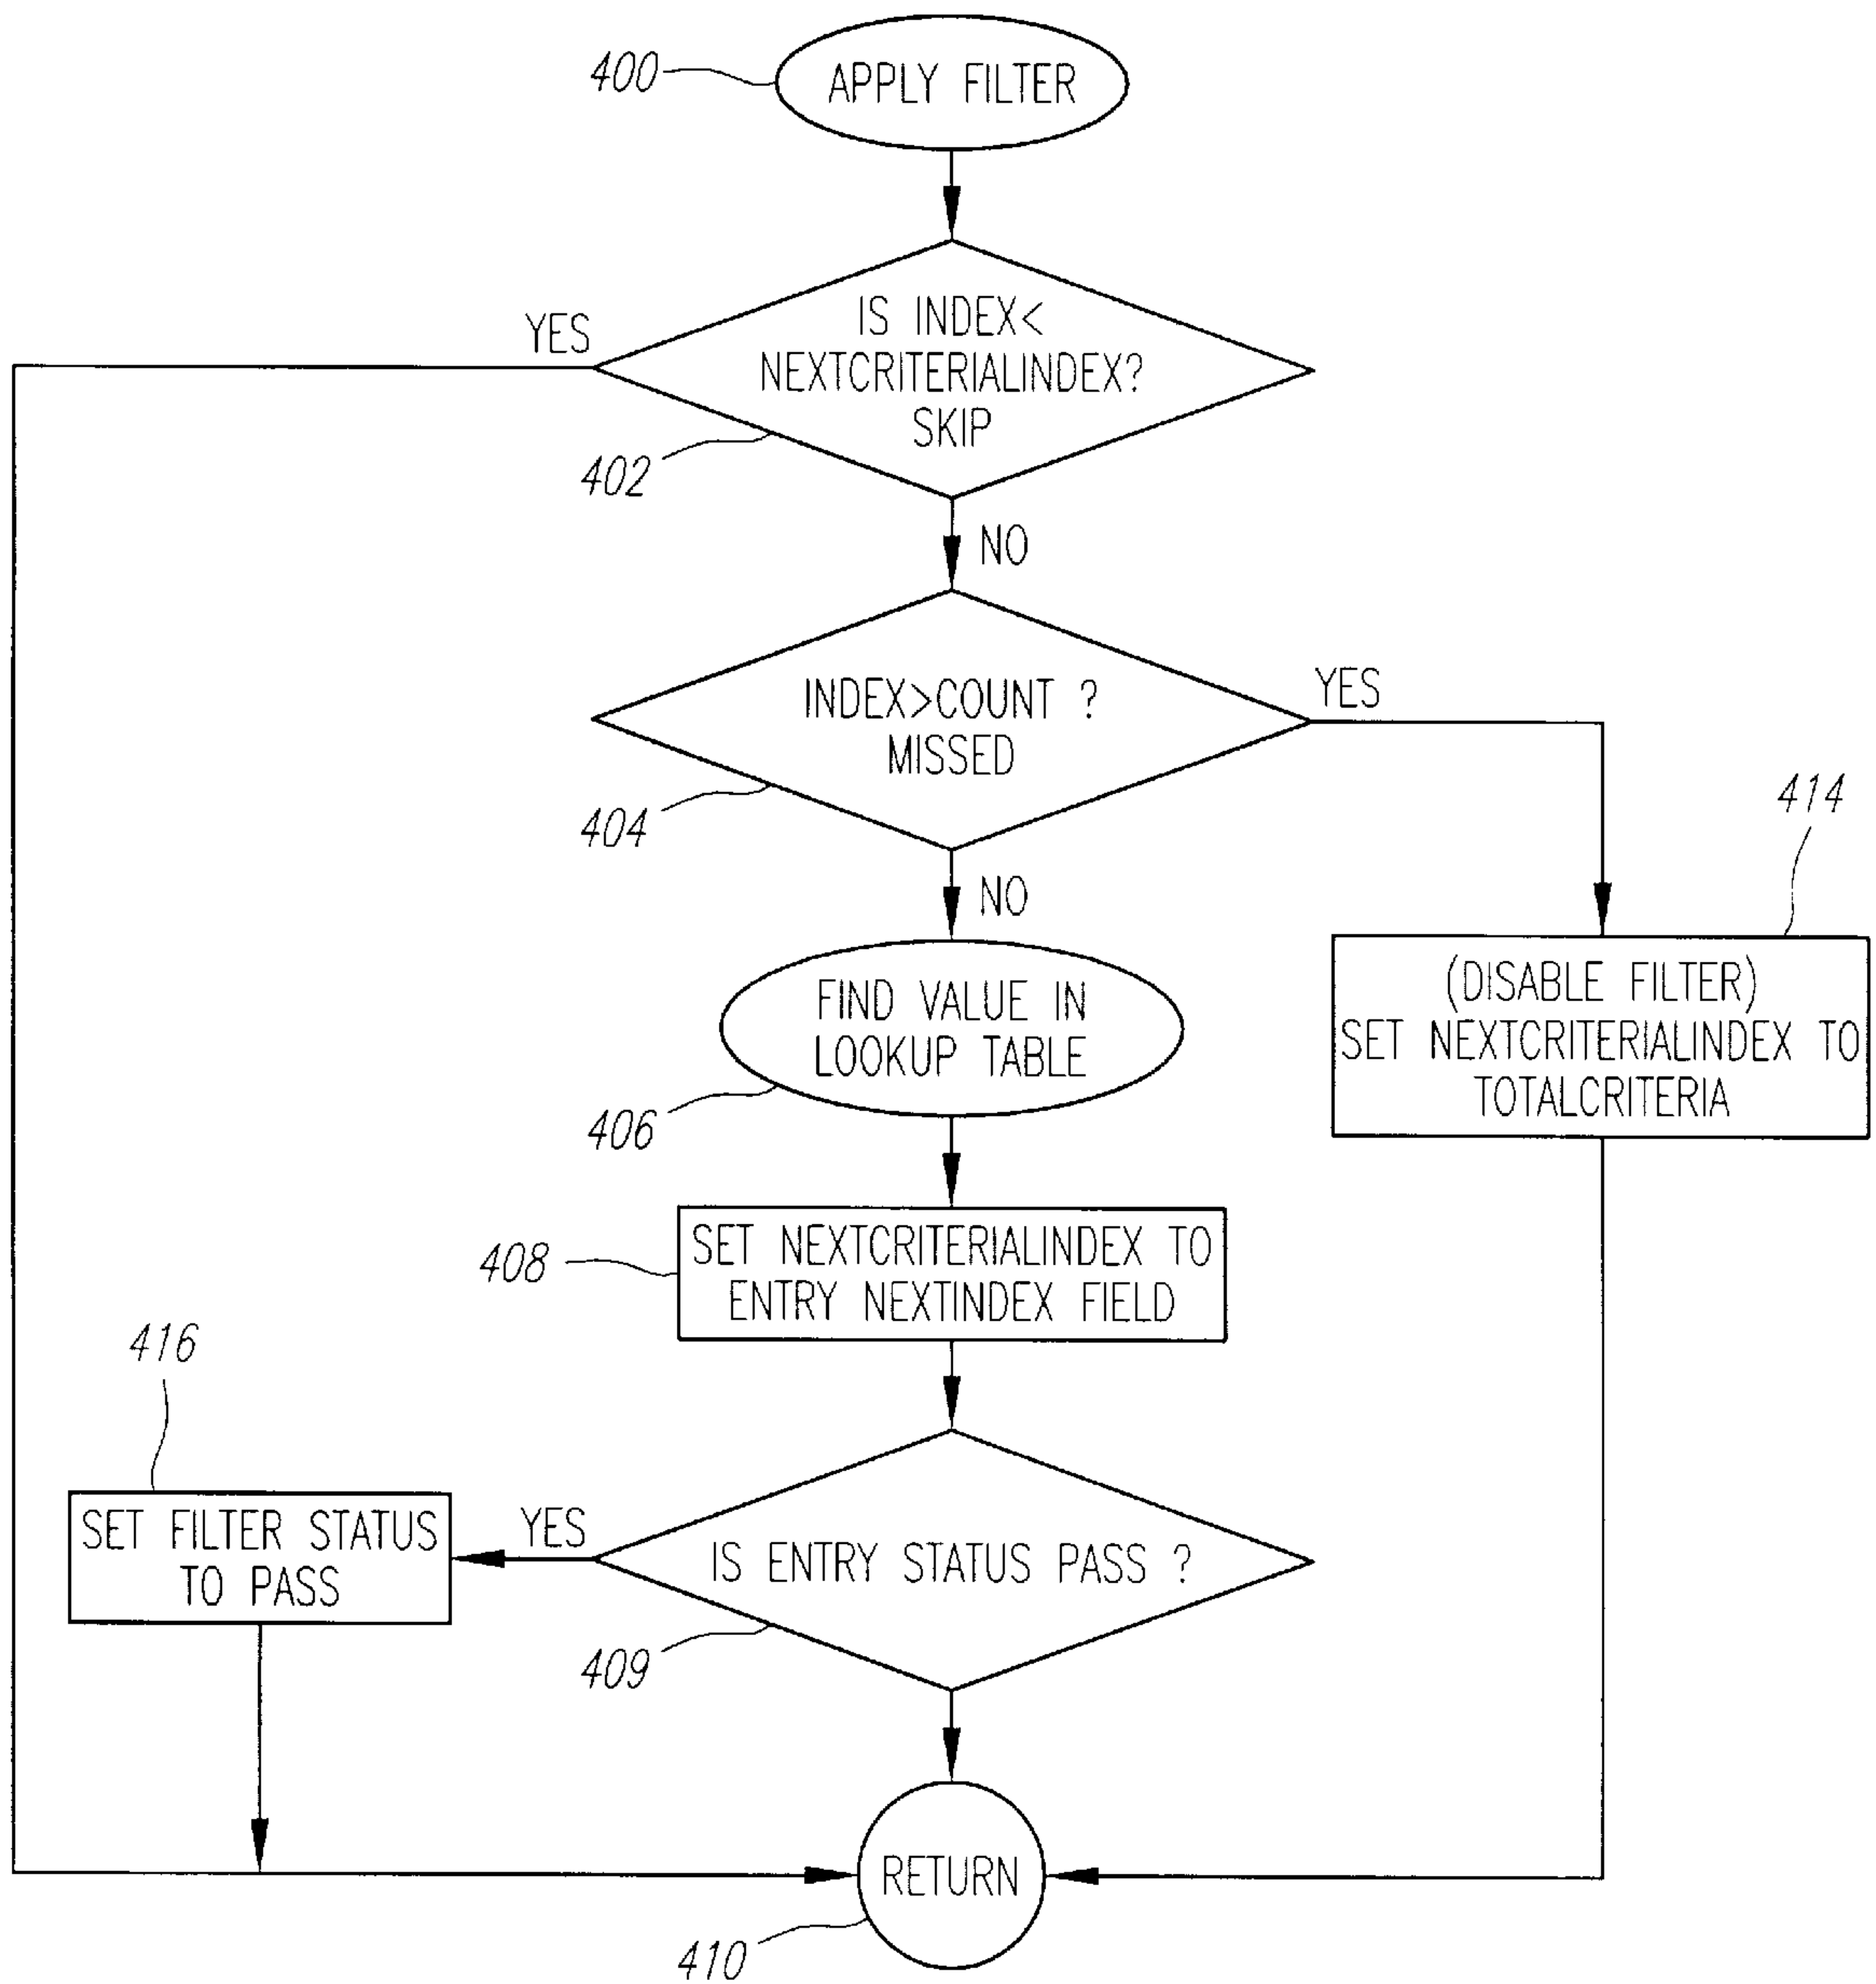 400
APPLY FILTER
YES
IS INDEX<
NEXTCRITERIALINDEX?
SKIP
402
NO
INDEX>COUNT ?
MISSED
YES
404
414
NO
FIND VALUE IN
LOOKUP TABLE
406
(DISABLE FILTER)
SET NEXTCRITERIALINDEX TO
TOTALCRITERIA
408
SET NEXTCRITERIALINDEX TO
ENTRY NEXTINDEX FIELD
416
SET FILTER STATUS
TO PASS
YES
IS ENTRY STATUS PASS ?
409
RETURN
410